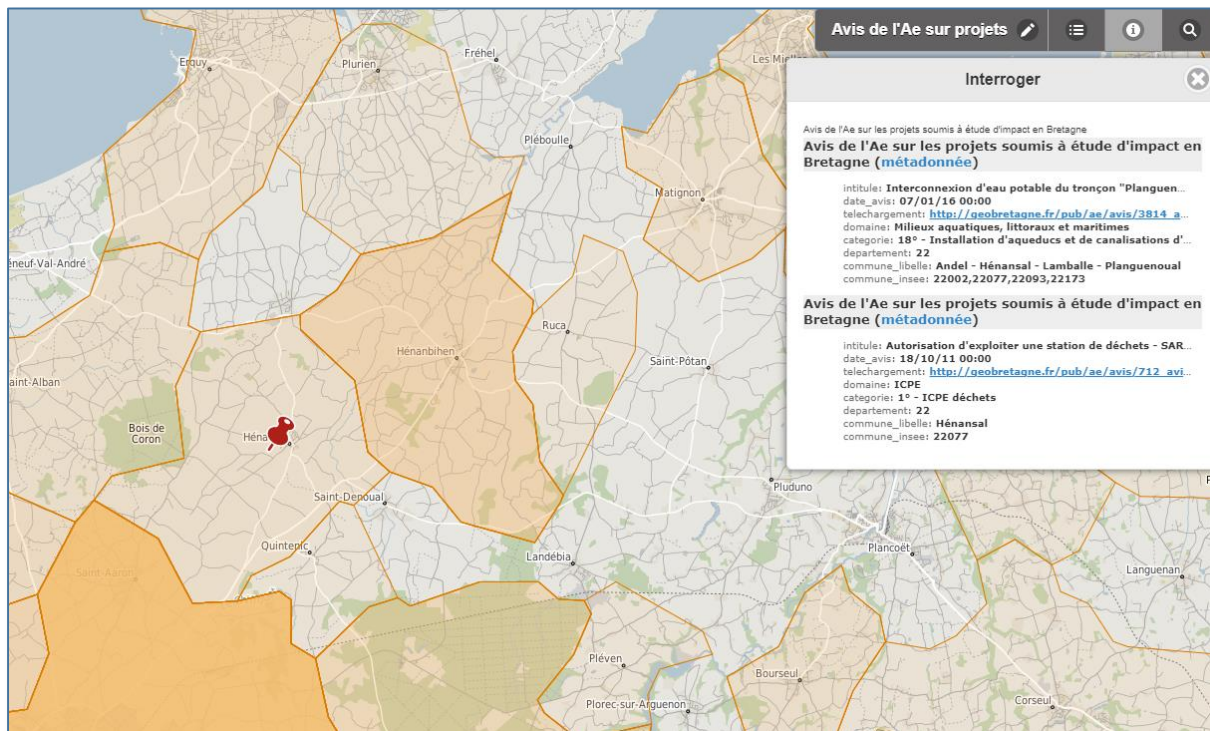 Avis de l'Ae sur projets
Interroger
Avis de l'Ae sur les projets soumis à étude d'impact en Bretagne
Avis de l'Ae sur les projets soumis à étude d'impact en
Bretagne (métadonnée)
intitule: Interconnexion d'eau potable du tronçon "Planguen...
date_avis: 07/01/16 00:00
telechargement: http://geobretagne.fr/pub/ae/avis/3814_a...
domaine: Milieux aquatiques, littoraux et maritimes
categorie: 18° - Installation d'aqueducs et de canalisations d'...
departement: 22
commune_libelle: Andel - Hénansal - Lamballe - Planguenoual
commune_insee: 22002,22077,22093,22173
Avis de l'Ae sur les projets soumis à étude d'impact en
Bretagne (métadonnée)
intitule: Autorisation d'exploiter une station de déchets - SAR...
date_avis: 18/10/11 00:00
telechargement: http://geobretagne.fr/pub/ae/avis/712_avi...
domaine: ICPE
categorie: 1° - ICPE déchets
departement: 22
commune_libelle: Hénansal
commune_insee: 22077
Erquy
Plurien
Fréhel
Les Mielles
Pléboulle
Matignon
éneuf-Val-André
Ruca
Hénanbihen
Saint-Pôtan
aint-Alban
Bois de
Coron
Héna
Saint-Denoual
Pluduno
Quintenic
Plancoët
Landébia
Saint-Aaron
Languenan
Pléven
Bourseul
Plorec-sur-Arguenon
Corseul